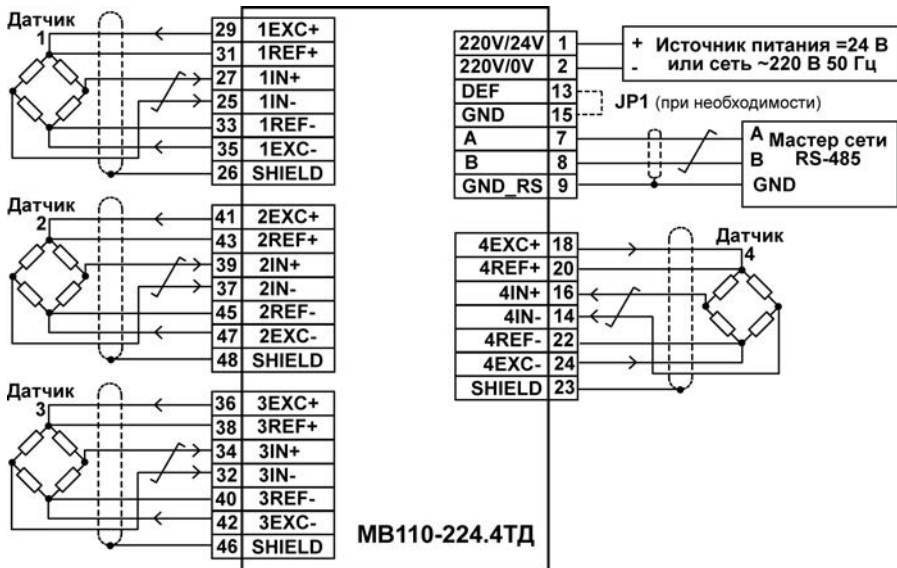 Датчик
1
29 1EXC+
31 1REF+
27 1IN+
25 1IN-
33 1REF-
35 1EXC-
26 SHIELD
Датчик
2
41 2EXC+
43 2REF+
39 2IN+
37 2IN-
45 2REF-
47 2EXC-
48 SHIELD
Датчик
3
36 3EXC+
38 3REF+
34 3IN+
32 3IN-
40 3REF-
42 3EXC-
46 SHIELD
220V/24V 1
220V/0V 2
DEF 13
GND 15
A 7
B 8
GND_RS 9
+ Источник питания =24 В
- или сеть ~220 В 50 Гц
JP1 (при необходимости)
A Мастер сети
B RS-485
GND
4EXC+ 18
4REF+ 20
4IN+ 16
4IN- 14
4REF- 22
4EXC- 24
SHIELD 23
Датчик
4
МВ110-224.4ТД